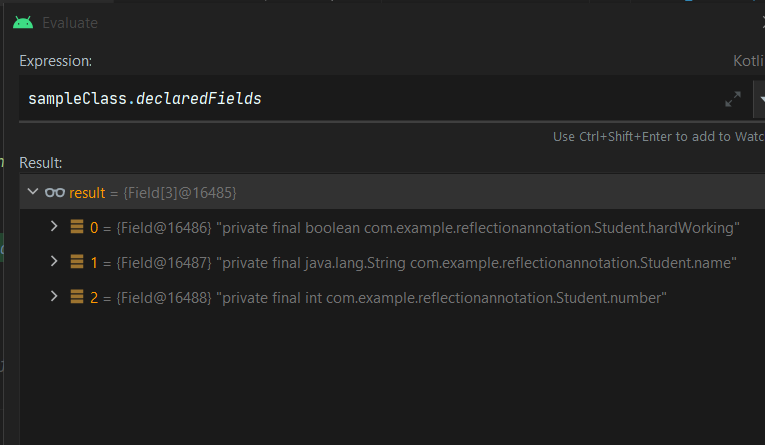 Evaluate
Expression:
Kotli
sampleClass.declaredFields
Use Ctrl+Shift+Enter to add to Watc
Result:
result = {Field[3]@16485}
0 = {Field@16486} "private final boolean com.example.reflectionannotation.Student.hardWorking"
1 = {Field@16487} "private final java.lang.String com.example.reflectionannotation.Student.name"
2 = {Field@16488} "private final int com.example.reflectionannotation.Student.number"